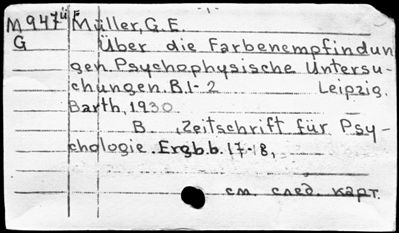 M947ü Müller, G.E.
G Über die Farbenempfindun
gen. Psychophysische Untersu-
chungen. B.1-2 Leipzig.
Barth, 1930
B „Zeitschrift für Psy-
chologie. Ergb.b. 17-18,
см. след. карт.